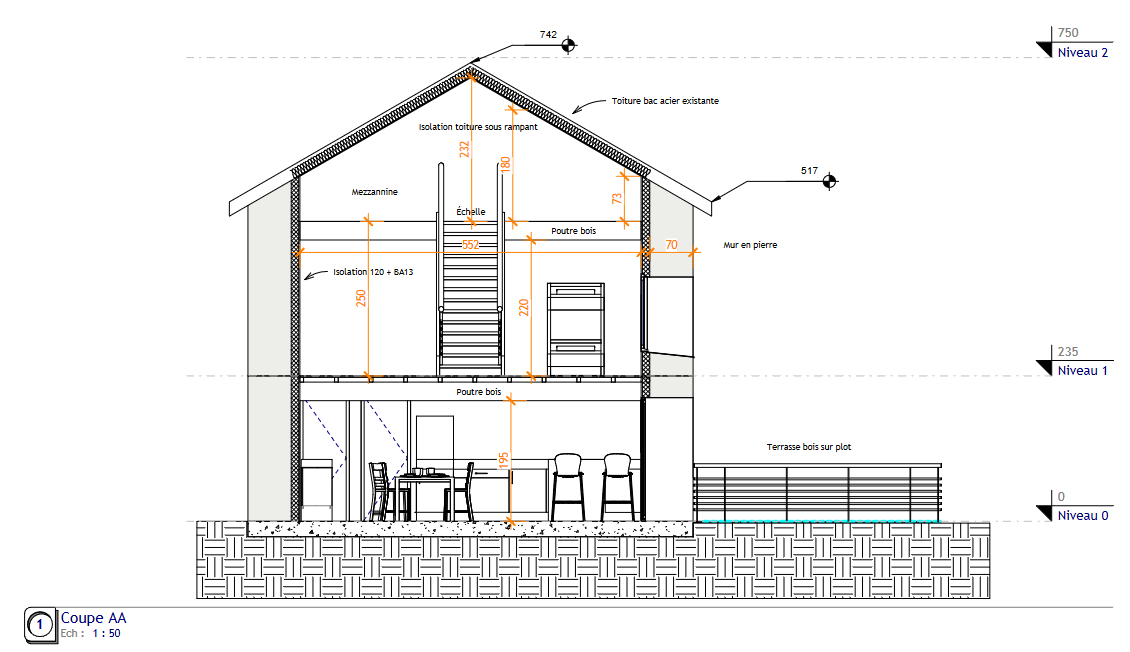 742
750
Niveau 2
Toiture bac acier existante
Isolation toiture sous rampant
232
180
517
73
Mezzannine
Échelle
Poutre bois
552
70
Mur en pierre
Isolation 120 + BA13
250
220
235
Niveau 1
Poutre bois
195
Terrasse bois sur plot
0
Niveau 0
1
Coupe AA
Ech : 1 : 50